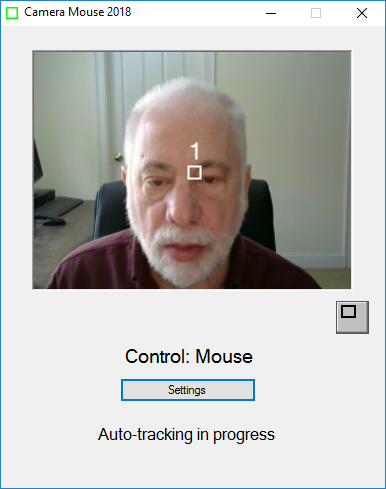 Camera Mouse 2018
1
Control: Mouse
Settings
Auto-tracking in progress